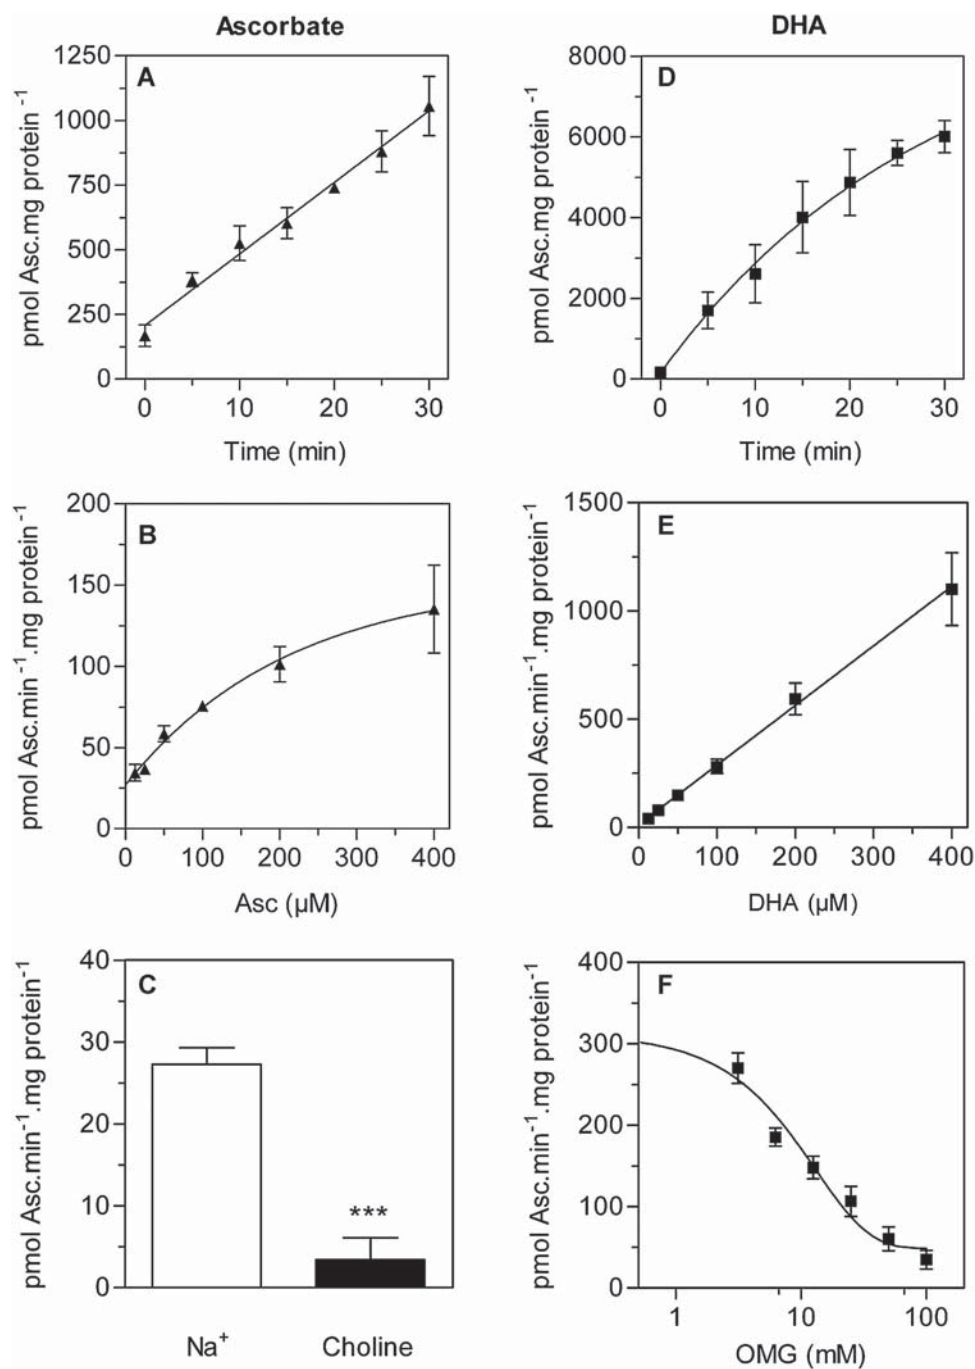 Ascorbate
A
pmol Asc.mg protein⁻¹
1250
1000
750
500
250
0
0 10 20 30
Time (min)
DHA
D
pmol Asc.mg protein⁻¹
8000
6000
4000
2000
0
0 10 20 30
Time (min)
B
pmol Asc.min⁻¹.mg protein⁻¹
200
150
100
50
0
0 100 200 300 400
Asc (µM)
E
pmol Asc.min⁻¹.mg protein⁻¹
1500
1000
500
0
0 100 200 300 400
DHA (µM)
C
pmol Asc.min⁻¹.mg protein⁻¹
40
30
20
10
0
***
Na⁺ Choline
F
pmol Asc.min⁻¹.mg protein⁻¹
400
300
200
100
0
1 10 100
OMG (mM)